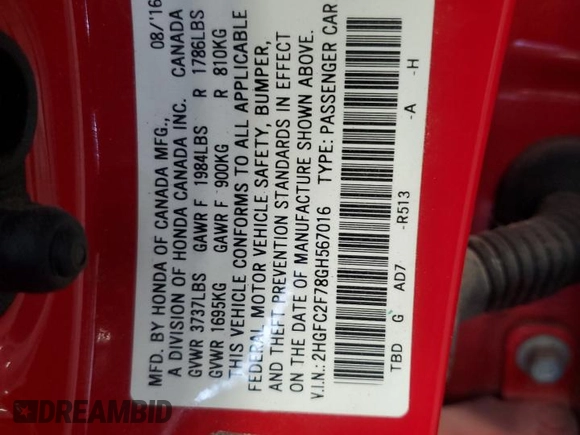 MFD. BY HONDA OF CANADA MFG., 08/'16
A DIVISION OF HONDA CANADA INC. CANADA
GVWR 3737LBS GAWR F 1984LBS R 1786LBS
GVWR 1695KG GAWR F 900KG R 810KG
THIS VEHICLE CONFORMS TO ALL APPLICABLE
FEDERAL MOTOR VEHICLE SAFETY, BUMPER,
AND THEFT PREVENTION STANDARDS IN EFFECT
ON THE DATE OF MANUFACTURE SHOWN ABOVE.
V.I.N.: 2HGFC2F78GH567016 TYPE: PASSENGER CAR
TBD G AD7 -R513 -A -H
DREAMBID